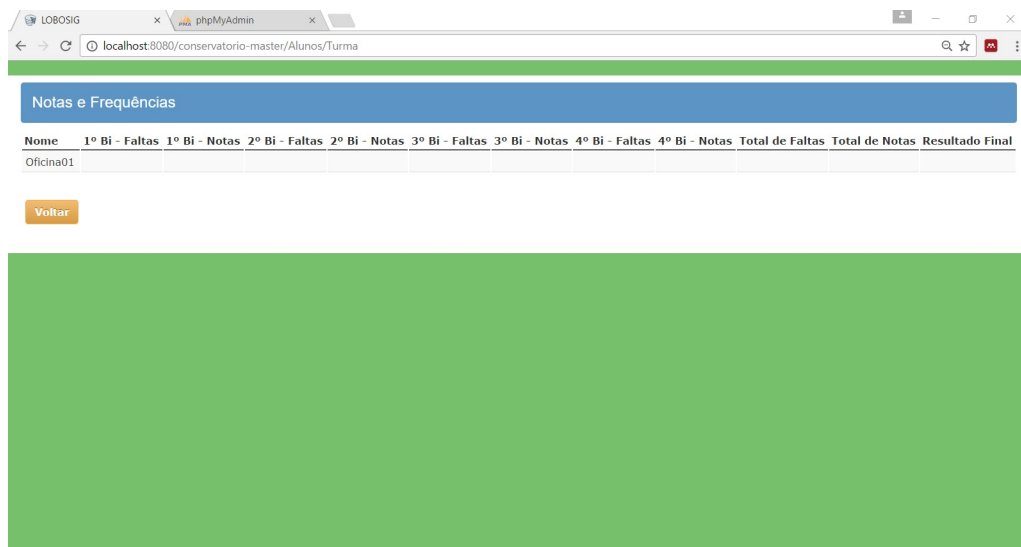 LOBOSIG phpMyAdmin
localhost:8080/conservatorio-master/Alunos/Turma
Notas e Frequências
Nome 1º Bi - Faltas 1º Bi - Notas 2º Bi - Faltas 2º Bi - Notas 3º Bi - Faltas 3º Bi - Notas 4º Bi - Faltas 4º Bi - Notas Total de Faltas Total de Notas Resultado Final
Oficina01
Voltar